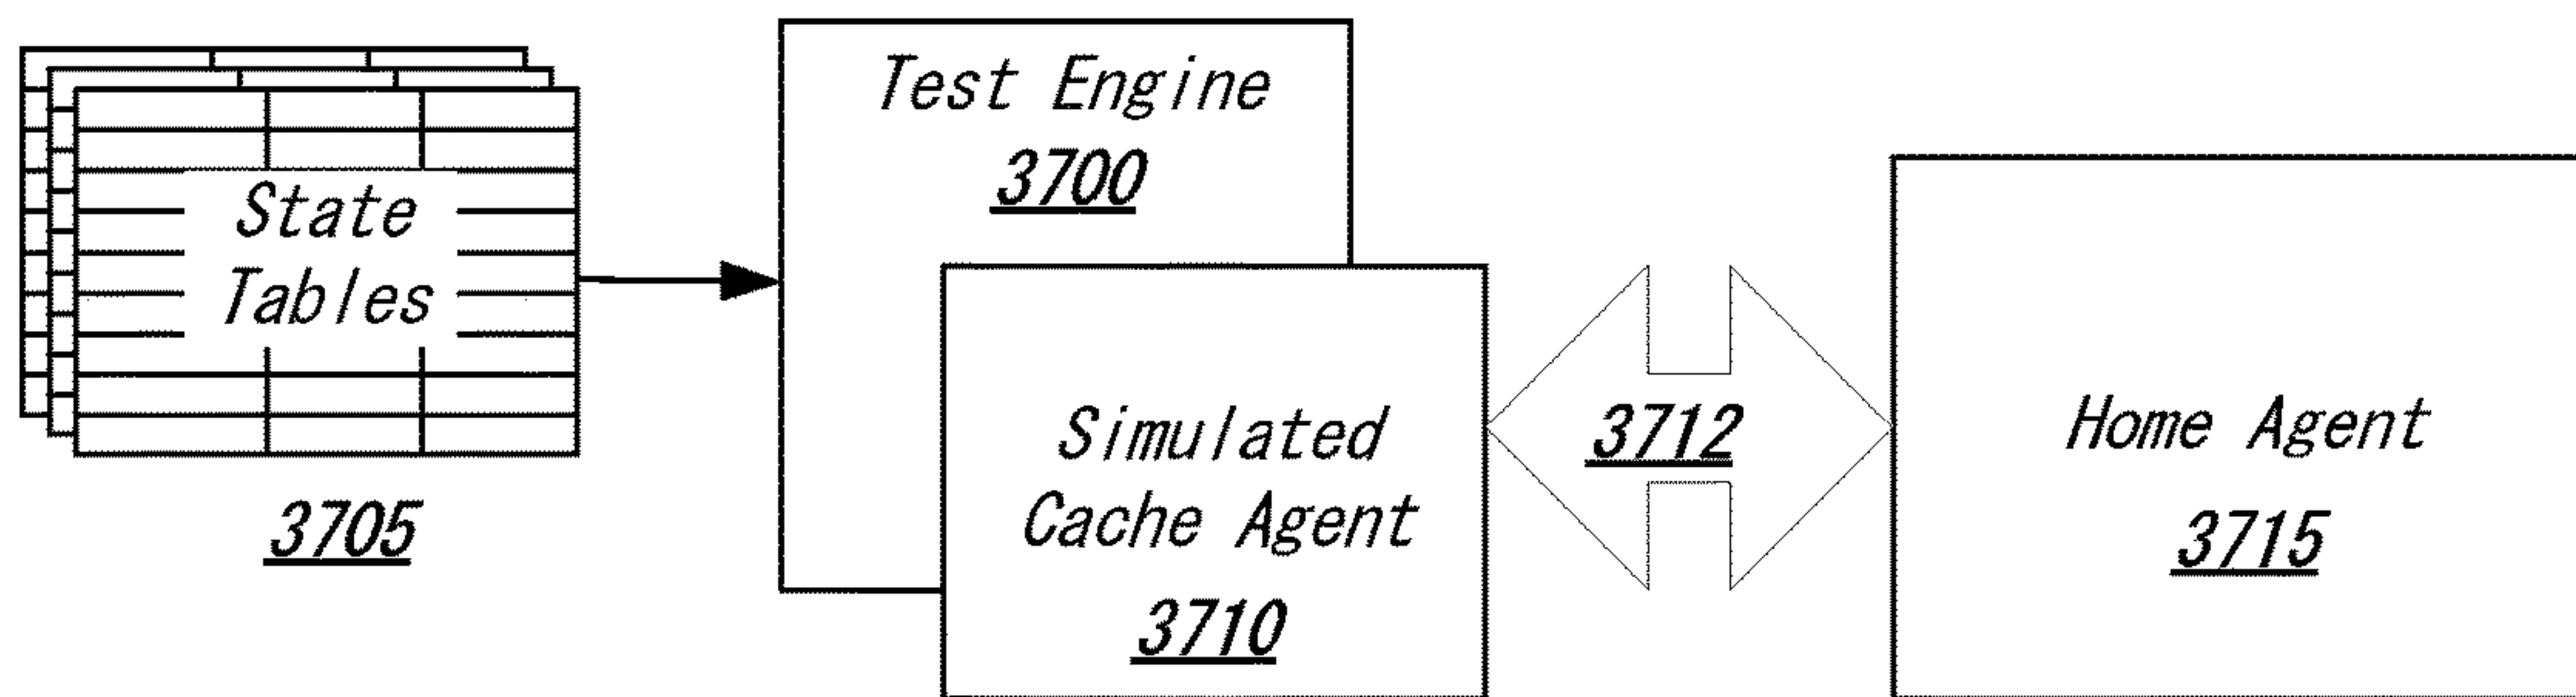 State
Tables
3705
Test Engine
3700
Simulated
Cache Agent
3710
3712
Home Agent
3715